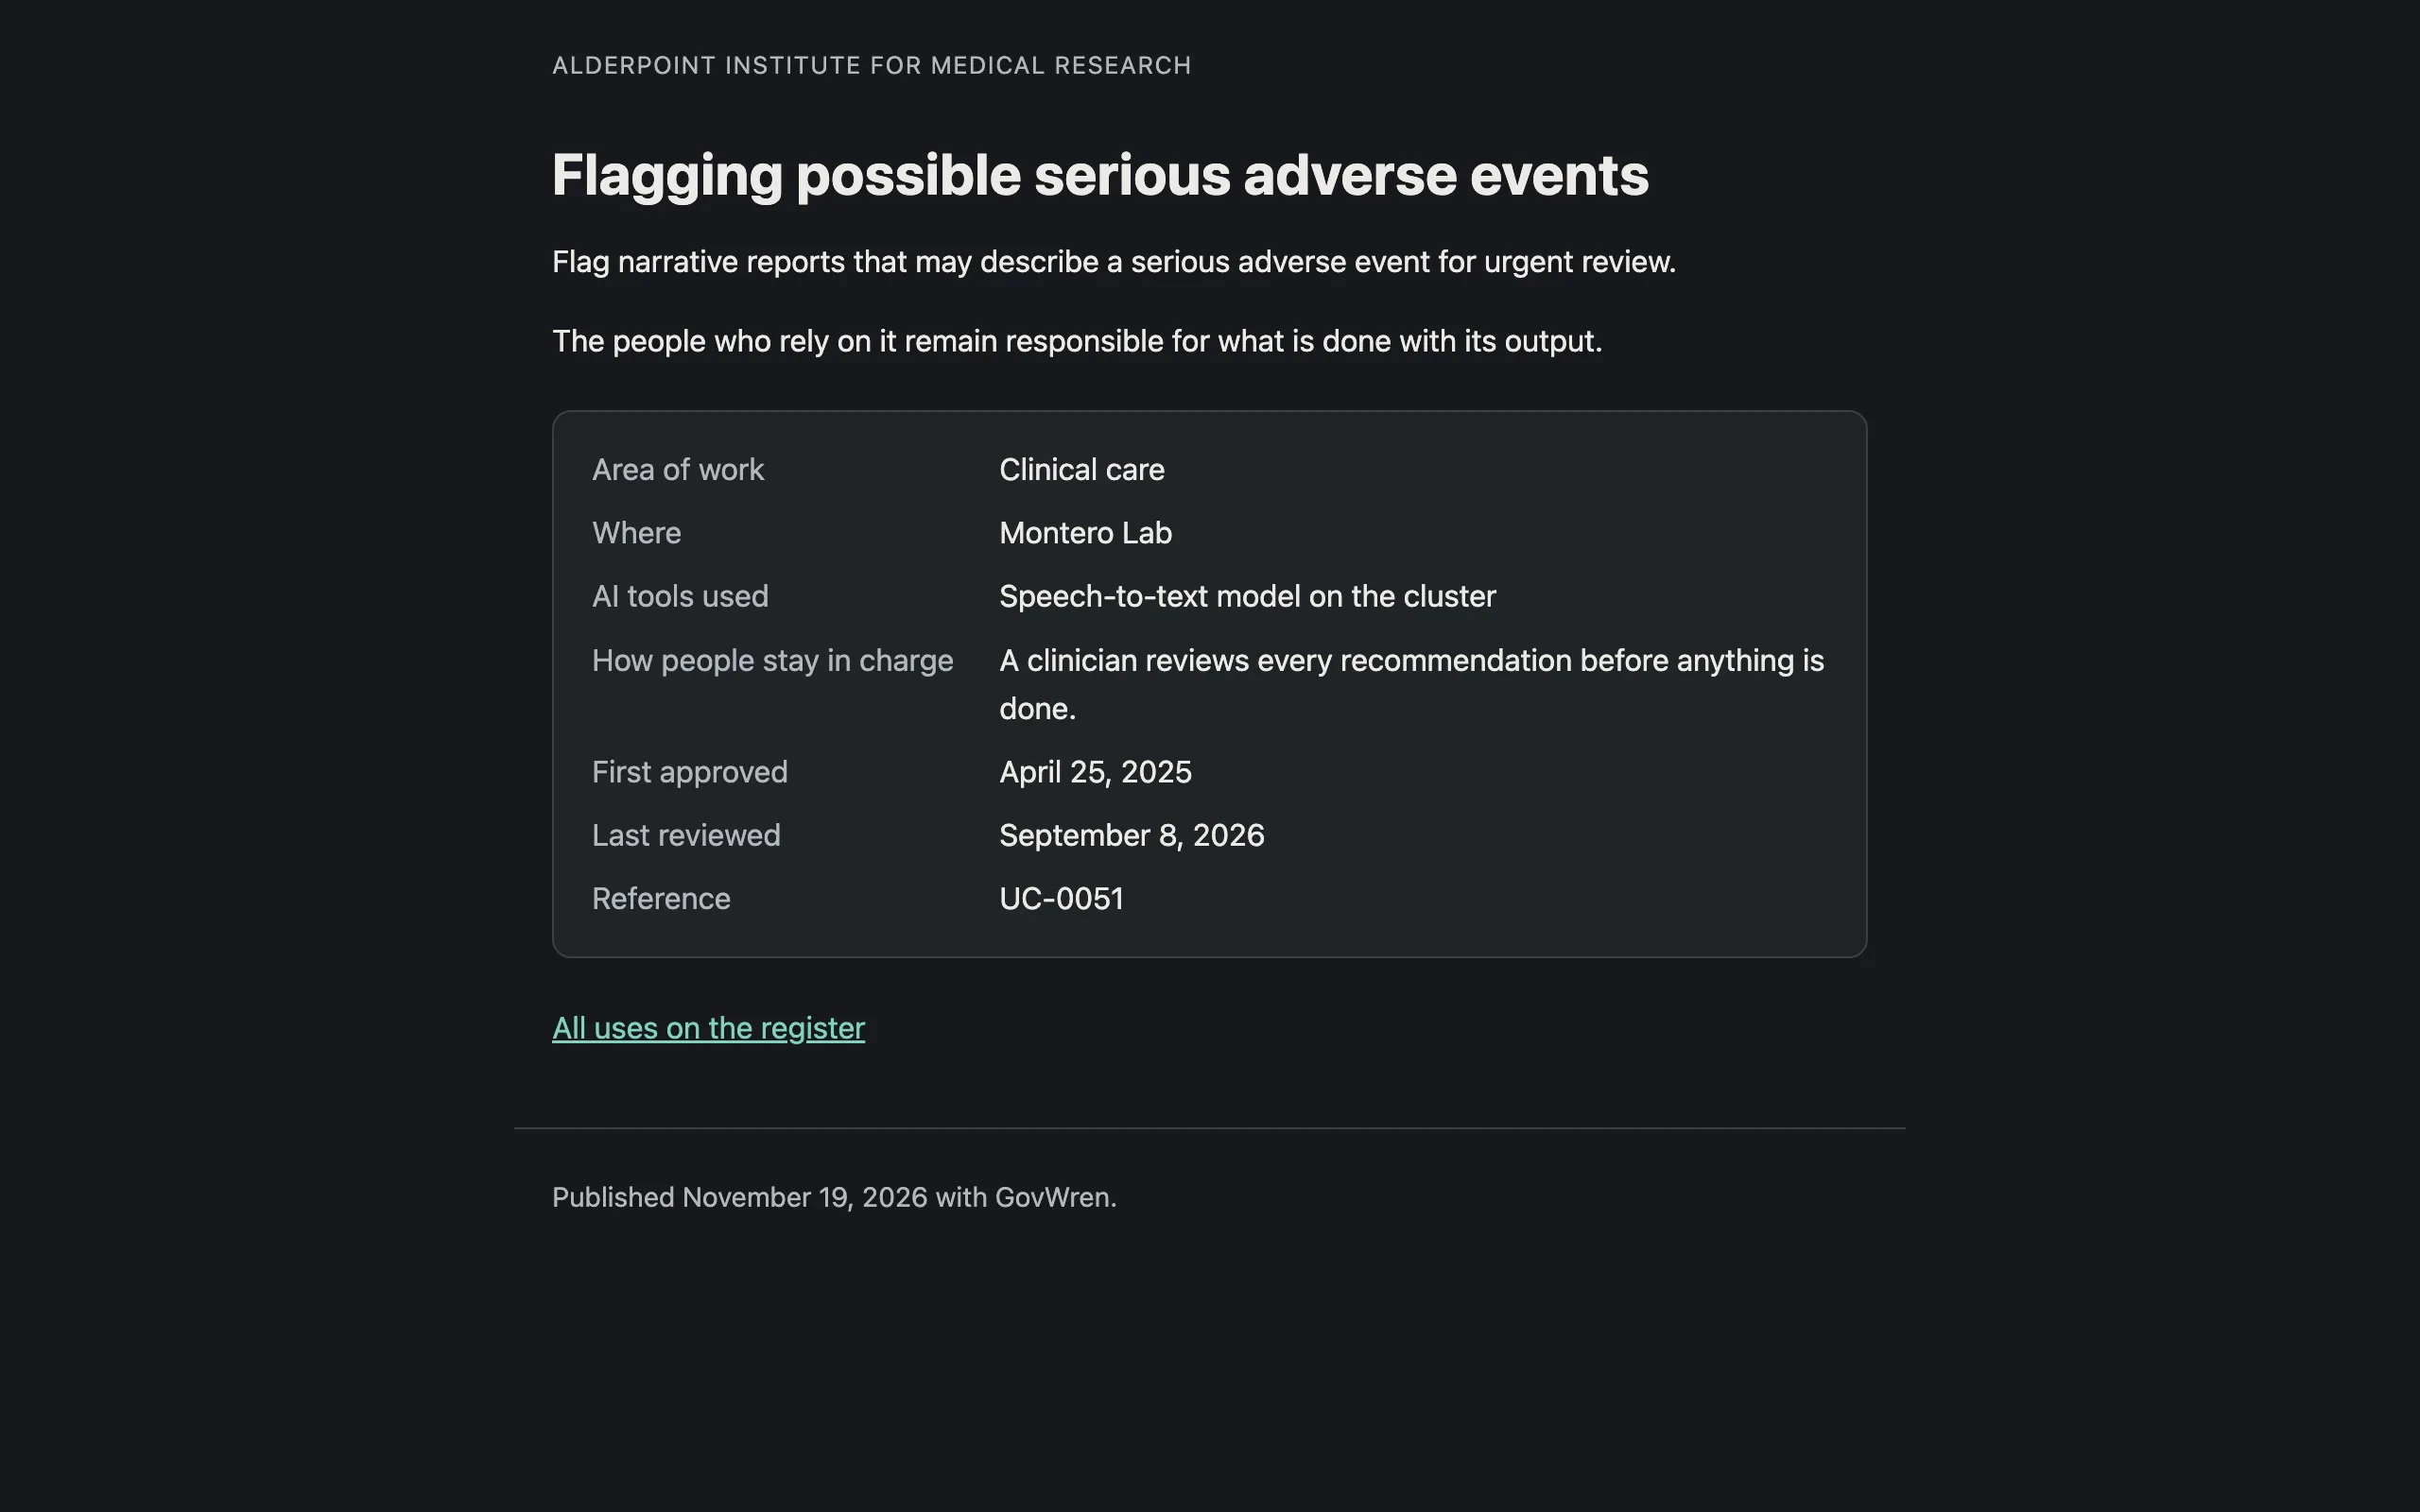 ALDERPOINT INSTITUTE FOR MEDICAL RESEARCH
Flagging possible serious adverse events
Flag narrative reports that may describe a serious adverse event for urgent review.
The people who rely on it remain responsible for what is done with its output.
Area of work Clinical care
Where Montero Lab
AI tools used Speech-to-text model on the cluster
How people stay in charge A clinician reviews every recommendation before anything is
done.
First approved April 25, 2025
Last reviewed September 8, 2026
Reference UC-0051
All uses on the register
Published November 19, 2026 with GovWren.